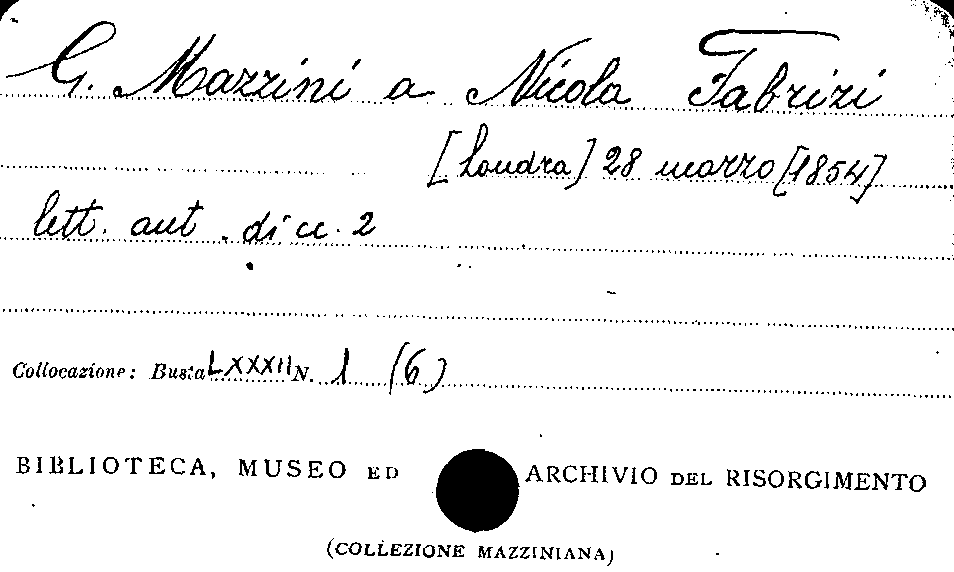 G. Mazzini a Nicola Fabrizi
[Londra] 28 marzo [1854]
lett. aut. di cc. 2
Collocazione: Busta LXXXII N. 1 (6)
BIBLIOTECA, MUSEO ED ARCHIVIO DEL RISORGIMENTO
(COLLEZIONE MAZZINIANA)